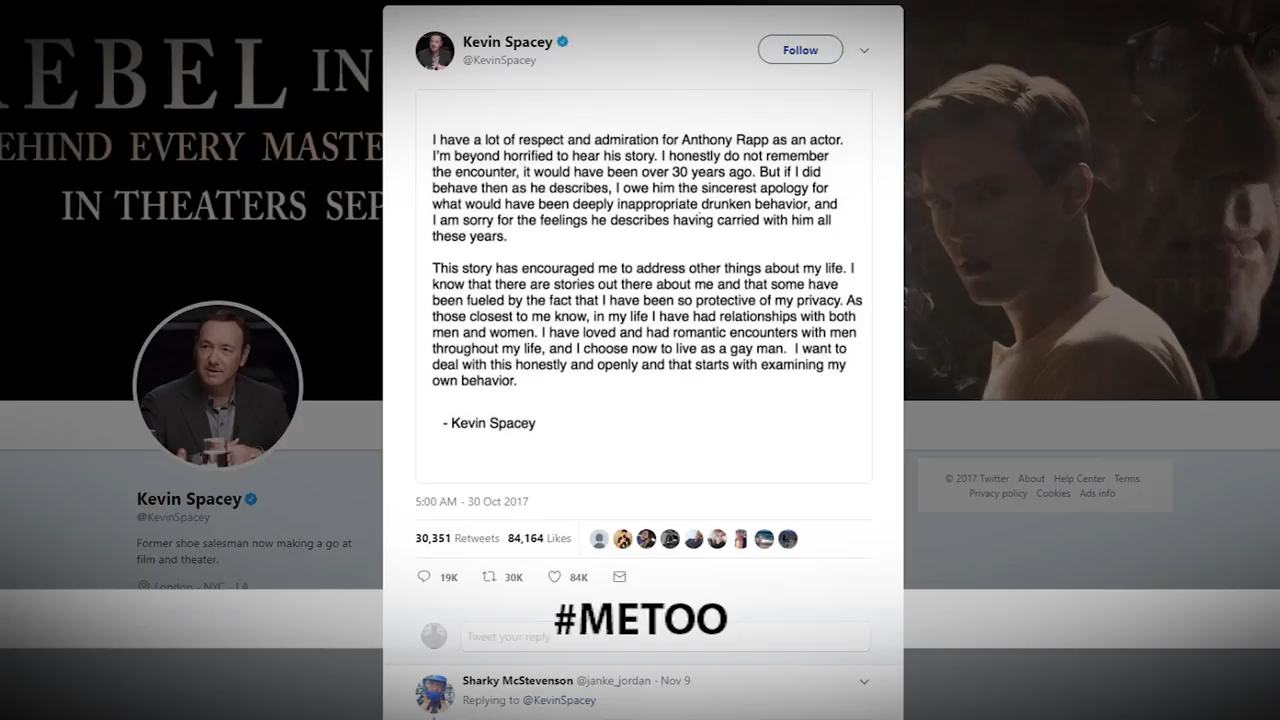 EBEL IN
EHIND EVERY MASTE
IN THEATERS SEP
Kevin Spacey
@KevinSpacey
Follow
I have a lot of respect and admiration for Anthony Rapp as an actor.
I'm beyond horrified to hear his story. I honestly do not remember
the encounter, it would have been over 30 years ago. But if I did
behave then as he describes, I owe him the sincerest apology for
what would have been deeply inappropriate drunken behavior, and
I am sorry for the feelings he describes having carried with him all
these years.
This story has encouraged me to address other things about my life. I
know that there are stories out there about me and that some have
been fueled by the fact that I have been so protective of my privacy. As
those closest to me know, in my life I have had relationships with both
men and women. I have loved and had romantic encounters with men
throughout my life, and I choose now to live as a gay man. I want to
deal with this honestly and openly and that starts with examining my
own behavior.
- Kevin Spacey
5:00 AM - 30 Oct 2017
30,351 Retweets 84,164 Likes
19K 30K 84K
#METOO
Tweet your reply
Sharky McStevenson @janke_jordan · Nov 9
Replying to @KevinSpacey
Kevin Spacey
@KevinSpacey
Former shoe salesman now making a go at
film and theater.
London - NYC - LA
© 2017 Twitter About Help Center Terms
Privacy policy Cookies Ads info